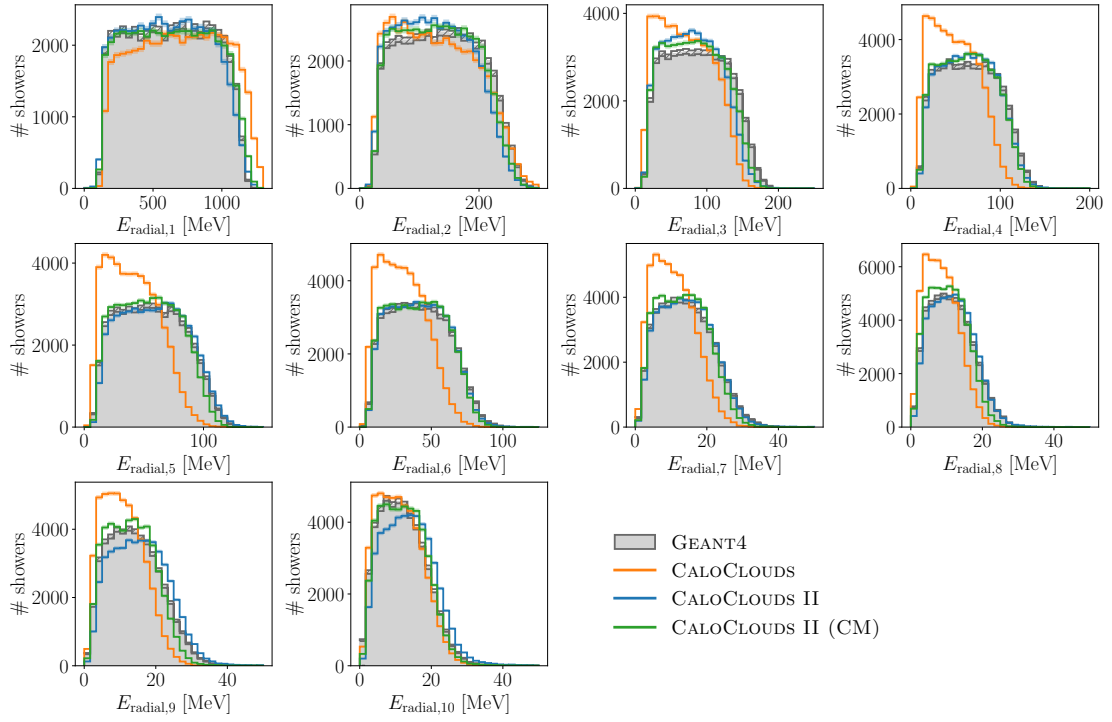 # showers
2000
1000
0
0 500 1000
E_radial,1 [MeV]
# showers
2000
1000
0
0 200
E_radial,2 [MeV]
# showers
4000
2000
0
0 100 200
E_radial,3 [MeV]
# showers
4000
2000
0
0 100 200
E_radial,4 [MeV]
# showers
4000
2000
0
0 100
E_radial,5 [MeV]
# showers
4000
2000
0
0 50 100
E_radial,6 [MeV]
# showers
4000
2000
0
0 20 40
E_radial,7 [MeV]
# showers
6000
4000
2000
0
0 20 40
E_radial,8 [MeV]
# showers
4000
2000
0
0 20 40
E_radial,9 [MeV]
# showers
4000
2000
0
0 20 40
E_radial,10 [MeV]
GEANT4
CALOCLOUDS
CALOCLOUDS II
CALOCLOUDS II (CM)